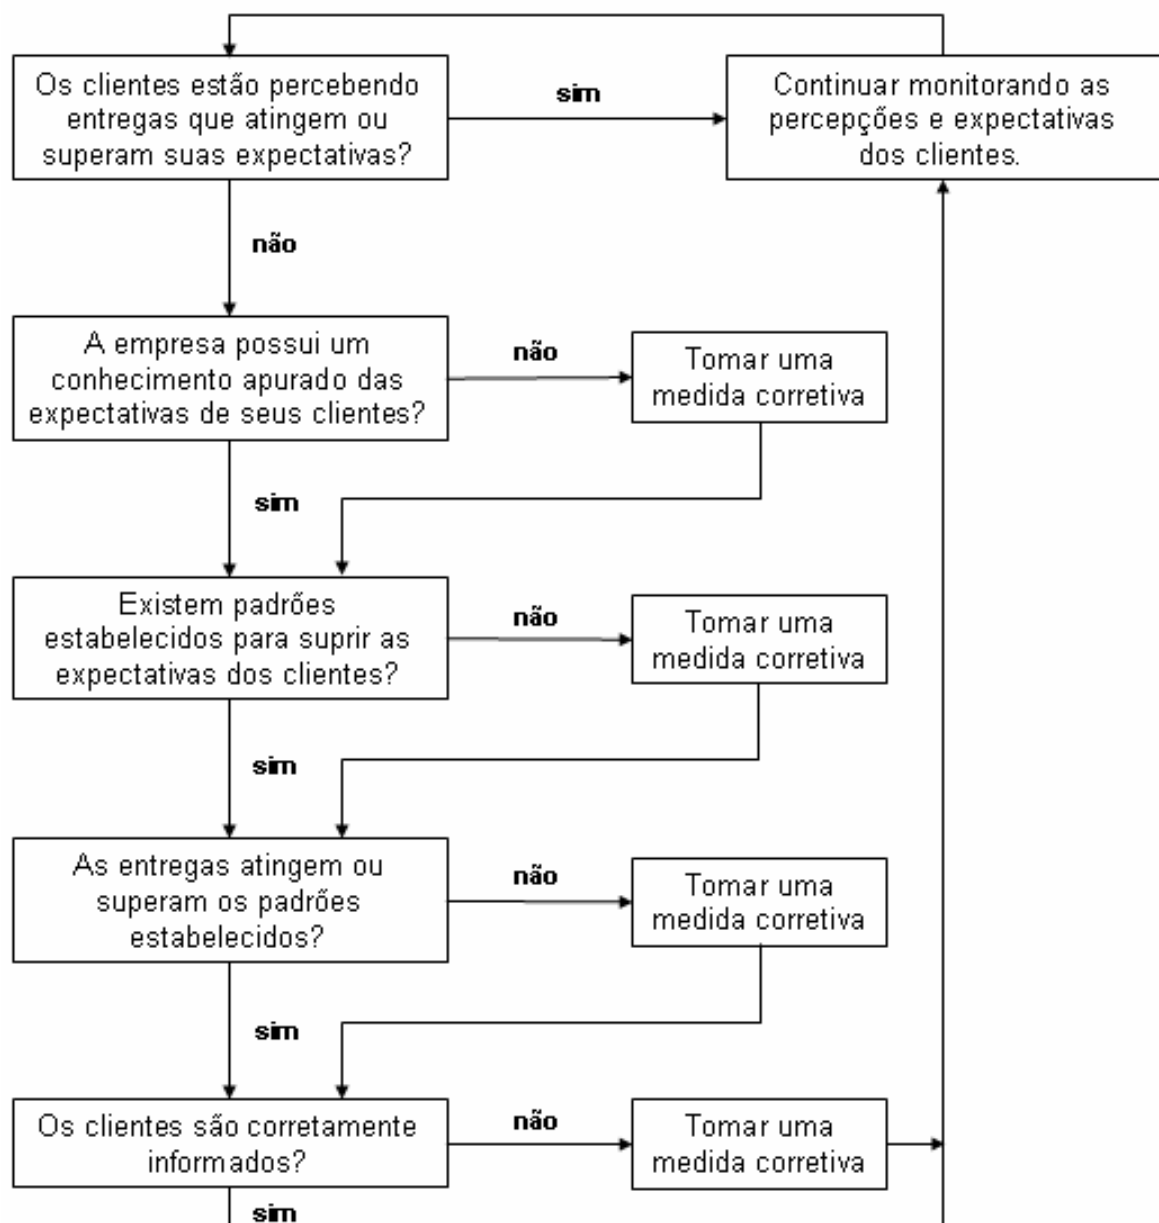 Os clientes estão percebendo
entregas que atingem ou
superam suas expectativas?
sim
Continuar monitorando as
percepções e expectativas
dos clientes.
não
A empresa possui um
conhecimento apurado das
expectativas de seus clientes?
não
Tomar uma
medida corretiva
sim
Existem padrões
estabelecidos para suprir as
expectativas dos clientes?
não
Tomar uma
medida corretiva
sim
As entregas atingem ou
superam os padrões
estabelecidos?
não
Tomar uma
medida corretiva
sim
Os clientes são corretamente
informados?
não
Tomar uma
medida corretiva
sim